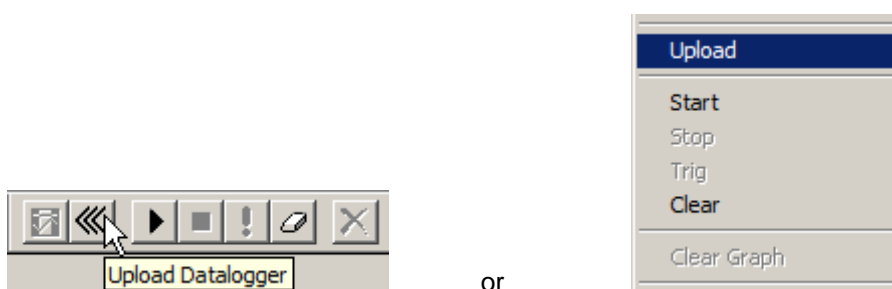 Upload Datalogger
or
Upload
Start
Stop
Trig
Clear
Clear Graph